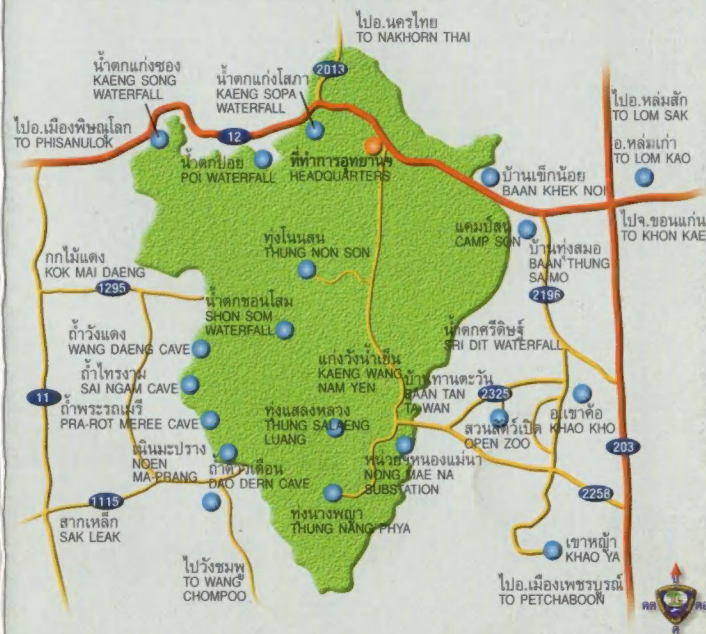 ไปอ.นครไทย
TO NAKHORN THAI
น้ำตกแก่งซอง
KAENG SONG
WATERFALL
น้ำตกแก่งโสภา
KAENG SOPA
WATERFALL
2013
ไปอ.หล่มสัก
TO LOM SAK
ไปอ.เมืองพิษณุโลก
TO PHISANULOK
12
อ.หล่มเก่า
TO LOM KAO
น้ำตกปอย
POI WATERFALL
ที่ทำการอุทยานฯ
HEADQUARTERS
บ้านเข็กน้อย
BAAN KHEK NOI
ไปจ.ขอนแก่น
TO KHON KAE
แคมป์สน
CAMP SON
ทุ่งโนนสน
THUNG NON SON
บ้านทุ่งสมอ
BAAN THUNG
SAIMO
กกไม้แดง
KOK MAI DAENG
1295
2196
น้ำตกซอนโสม
SHON SOM
WATERFALL
น้ำตกศรีดิษฐ์
SRI DIT WATERFALL
ถ้ำวังแดง
WANG DAENG CAVE
แกงวังน้ำเย็น
KAENG WANG
NAM YEN
บ้านทานตะวัน
BAAN TAN
TA WAN
ถ้ำไทรงาม
SAI NGAM CAVE
2325
11
ถ้ำพระรถเมรี
PRA-ROT MEREE CAVE
ทุ่งแสลงหลวง
THUNG SALAENG
LUANG
สวนสัตว์เปิด
OPEN ZOO
อ.เขาค้อ
KHAO KHO
203
เนินมะปราง
NOEN
MA-PRANG
ถ้ำดาวเดือน
DAO DERN CAVE
หน่วยฯหนองแม่นา
NONG MAE NA
SUBSTATION
1115
2258
สากเหล็ก
SAK LEAK
ทุ่งนางพญา
THUNG NANG PHYA
เขาหญ้า
KHAO YA
ไปวังชมพู
TO WANG
CHOMPOO
ไปอ.เมืองเพชรบูรณ์
TO PETCHABOON
น
ตต
ตอ
ต